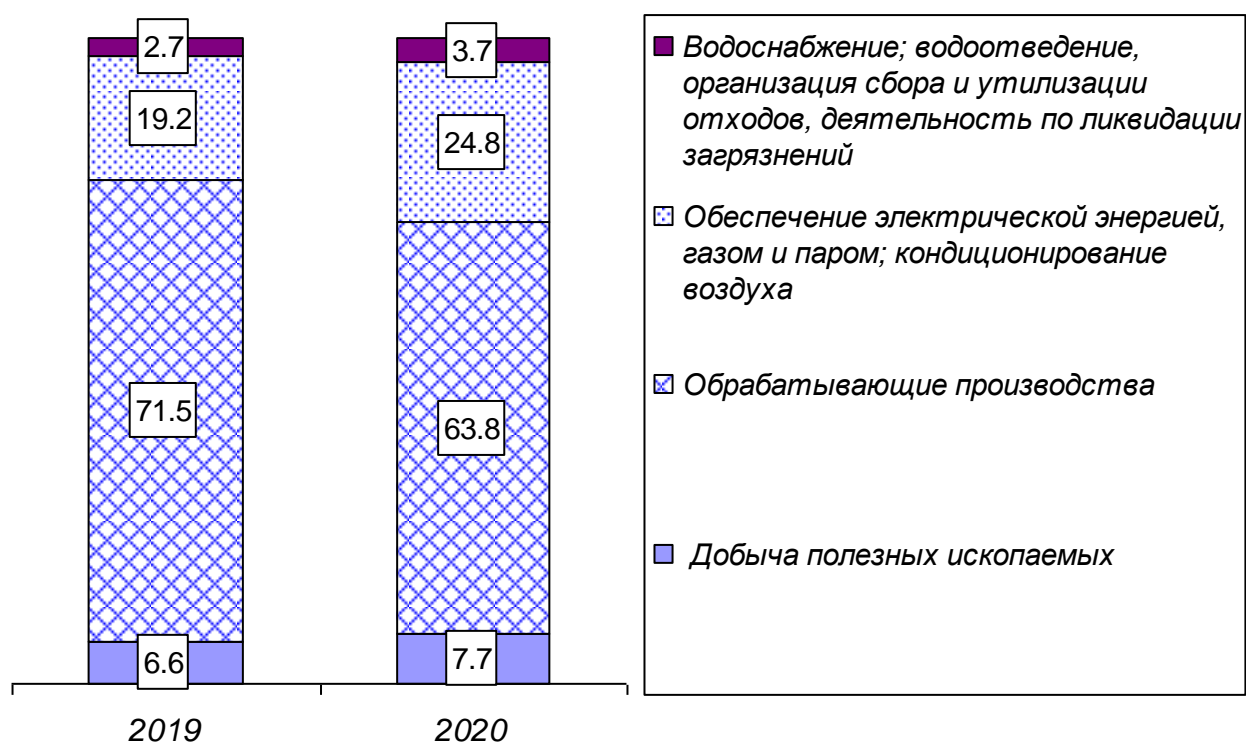 2.7
19.2
71.5
6.6
2019
3.7
24.8
63.8
7.7
2020
Водоснабжение; водоотведение,
организация сбора и утилизации
отходов, деятельность по ликвидации
загрязнений
Обеспечение электрической энергией,
газом и паром; кондиционирование
воздуха
Обрабатывающие производства
Добыча полезных ископаемых